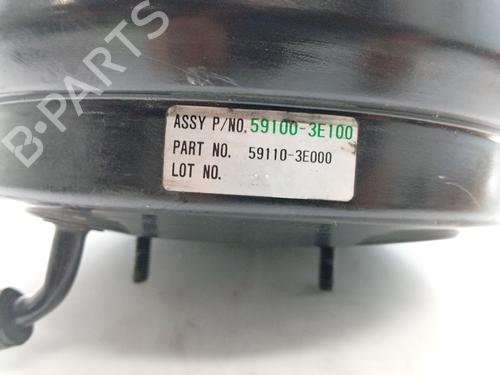 ASSY P/NO. 59100-3E100
PART NO. 59110-3E000
LOT NO.
B-PARTS